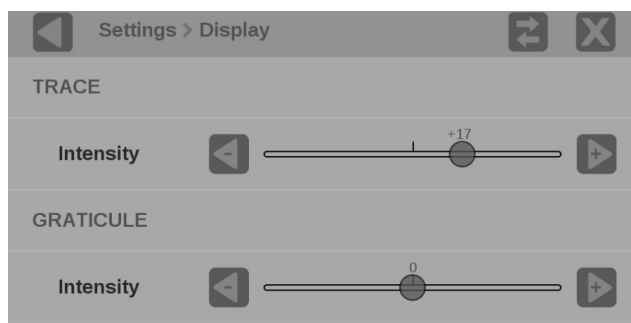 Settings > Display
X
TRACE
+17
Intensity - +
GRATICULE
0
Intensity - +